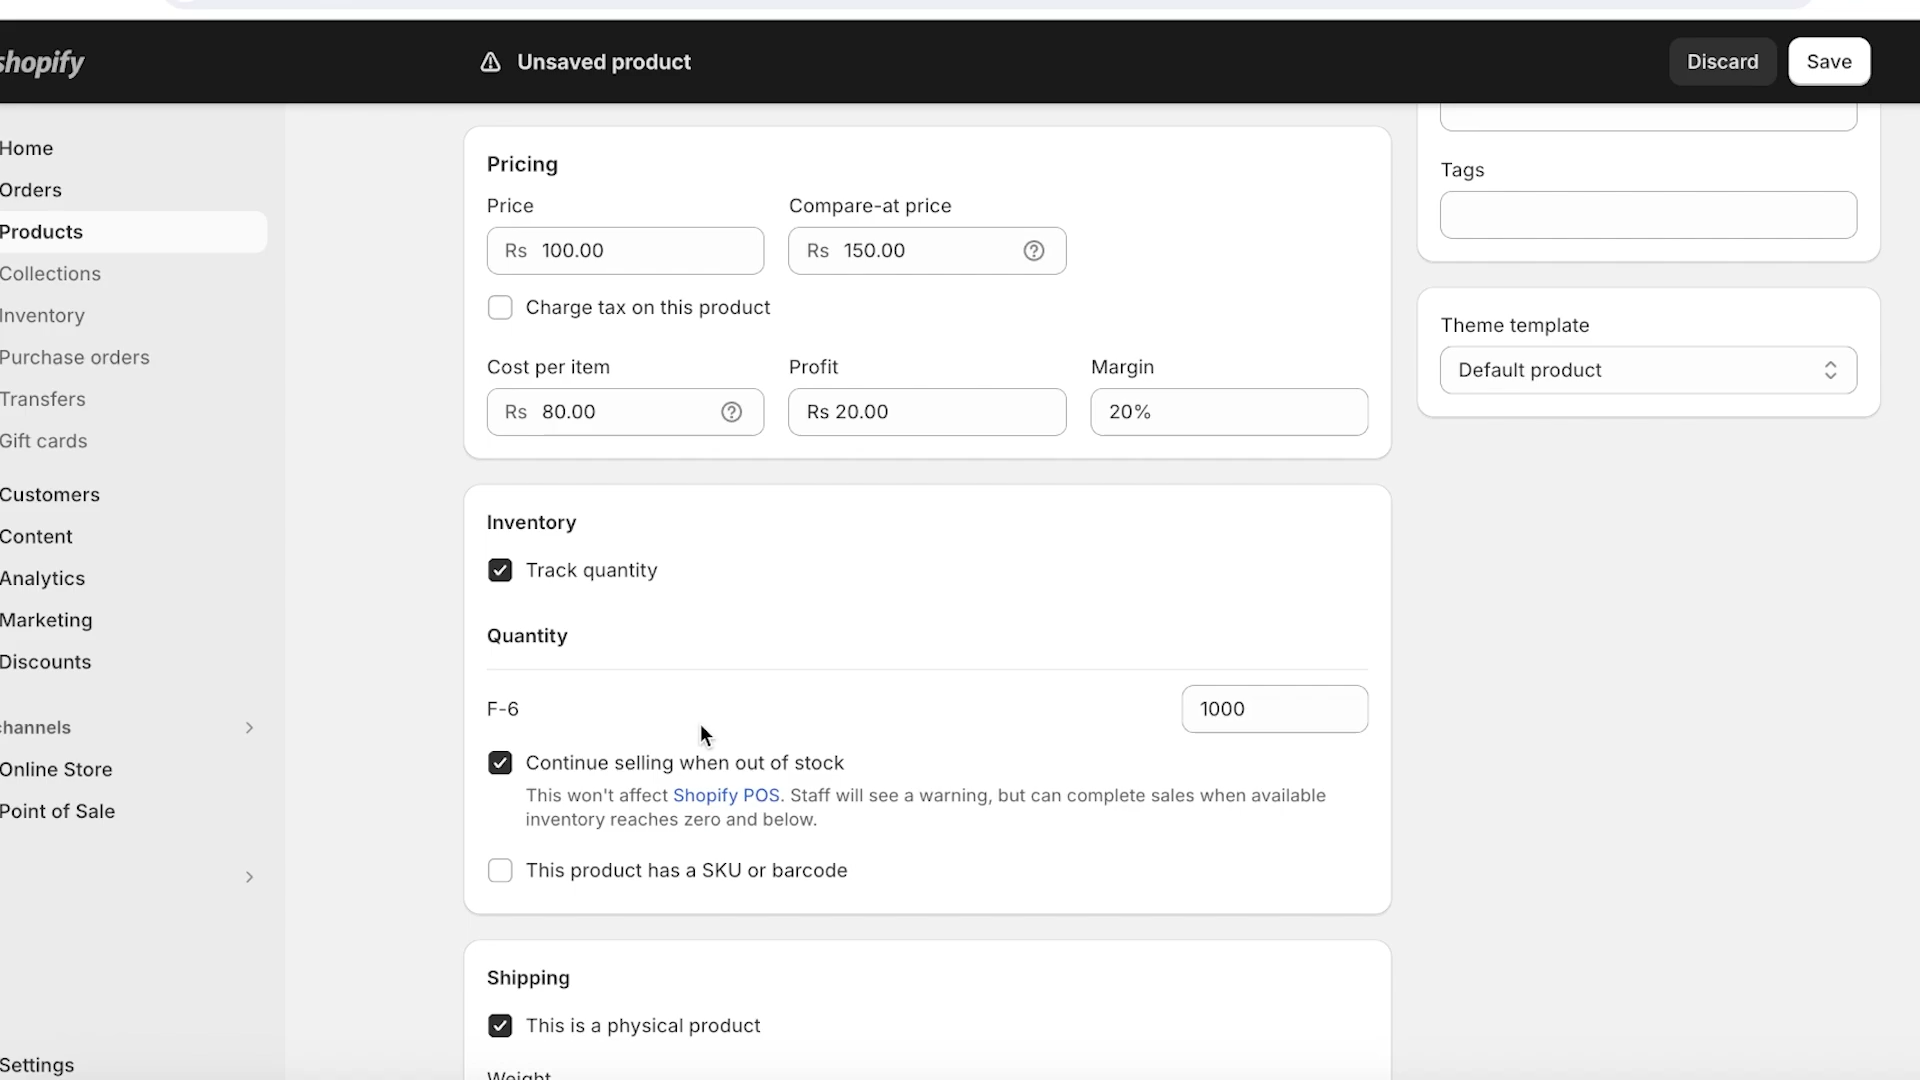 shopify
Unsaved product
Discard
Save
Home
Orders
Products
Collections
Inventory
Purchase orders
Transfers
Gift cards
Customers
Content
Analytics
Marketing
Discounts
channels
Online Store
Point of Sale
Settings
Pricing
Price
Compare-at price
Rs 100.00
Rs 150.00
Charge tax on this product
Cost per item
Profit
Margin
Rs 80.00
Rs 20.00
20%
Inventory
Track quantity
Quantity
F-6
1000
Continue selling when out of stock
This won't affect Shopify POS. Staff will see a warning, but can complete sales when available
inventory reaches zero and below.
This product has a SKU or barcode
Shipping
This is a physical product
Weight
Tags
Theme template
Default product